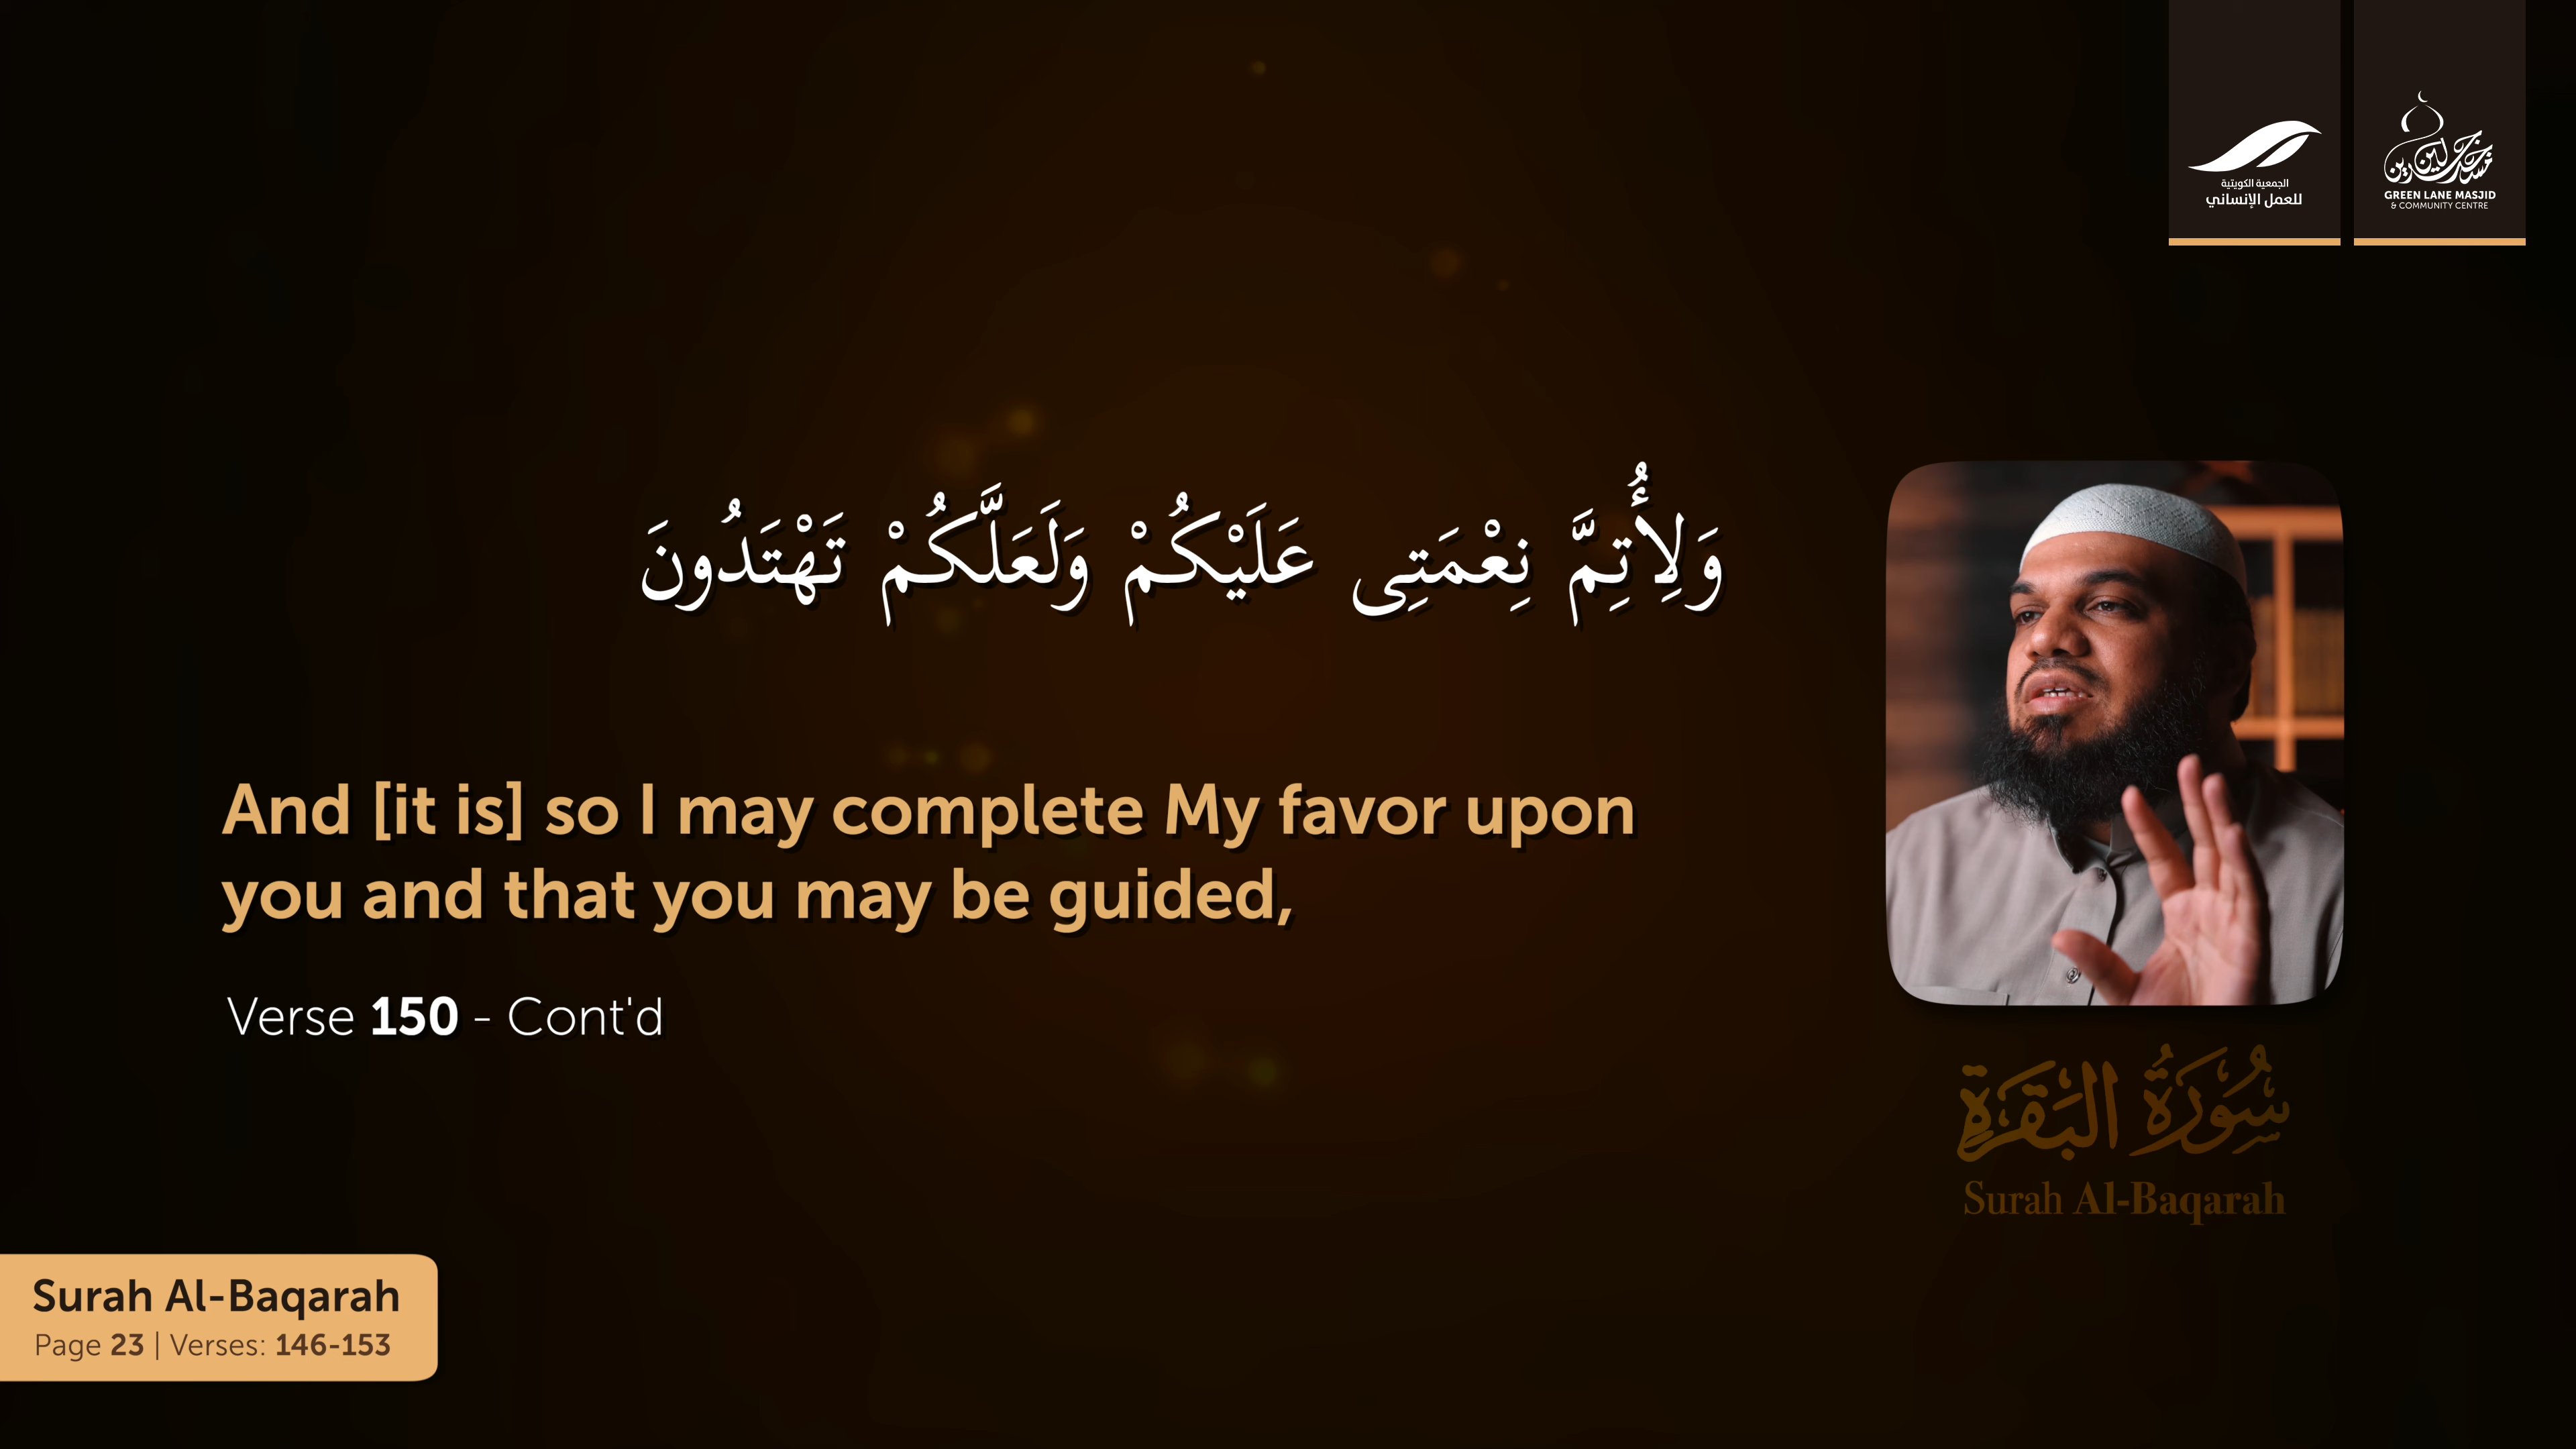 الجمعية الكويتية
للعمل الإنساني
GREEN LANE MASJID
& COMMUNITY CENTRE
وَلِأُتِمَّ نِعْمَتِى عَلَيْكُمْ وَلَعَلَّكُمْ تَهْتَدُونَ
And [it is] so I may complete My favor upon
you and that you may be guided,
Verse 150 - Cont'd
سُورَةُ البَقَرَةِ
Surah Al-Baqarah
Surah Al-Baqarah
Page 23 | Verses: 146-153